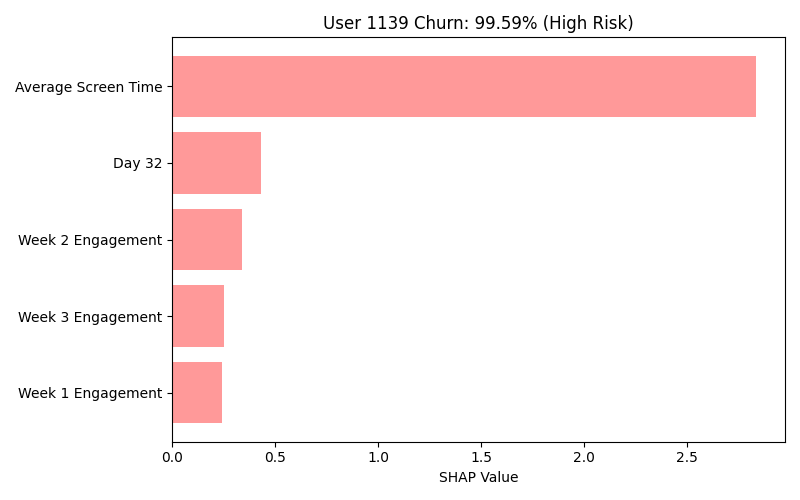 User 1139 Churn: 99.59% (High Risk)
Average Screen Time
Day 32
Week 2 Engagement
Week 3 Engagement
Week 1 Engagement
0.0 0.5 1.0 1.5 2.0 2.5
SHAP Value